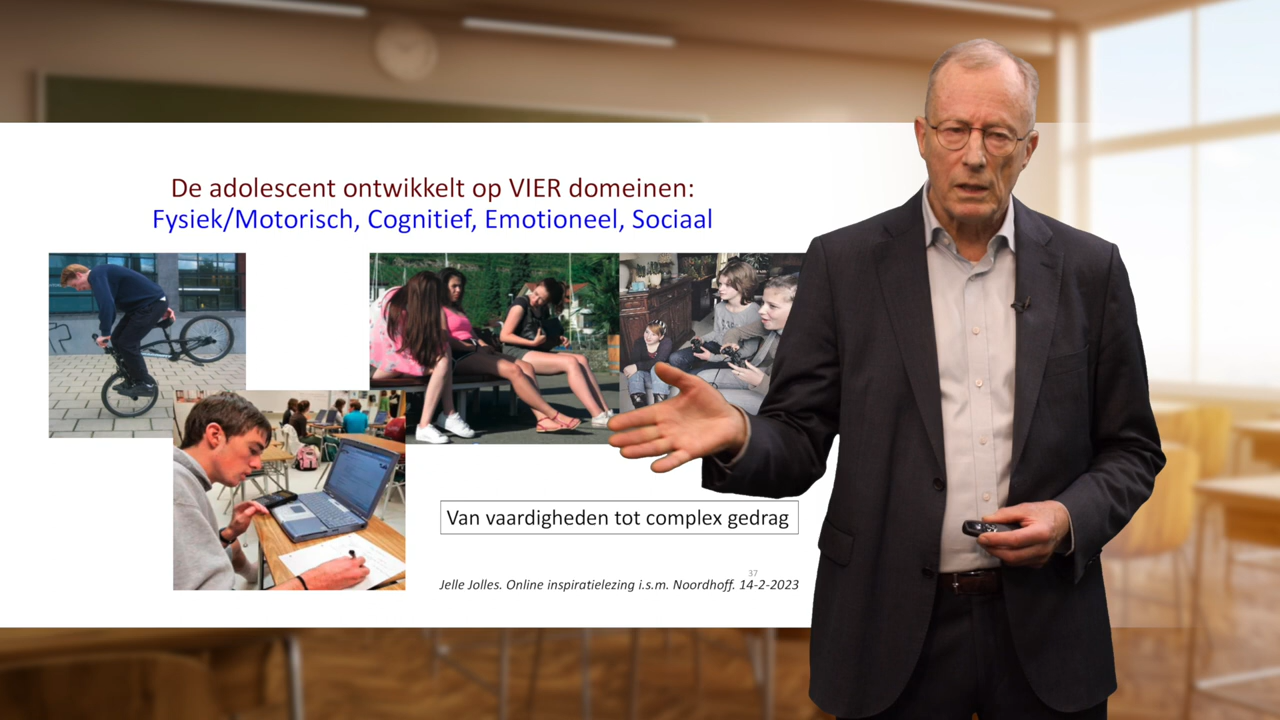 De adolescent ontwikkelt op VIER domeinen:
Fysiek/Motorisch, Cognitief, Emotioneel, Sociaal
Van vaardigheden tot complex gedrag
37
Jelle Jolles. Online inspiratielezing i.s.m. Noordhoff. 14-2-2023